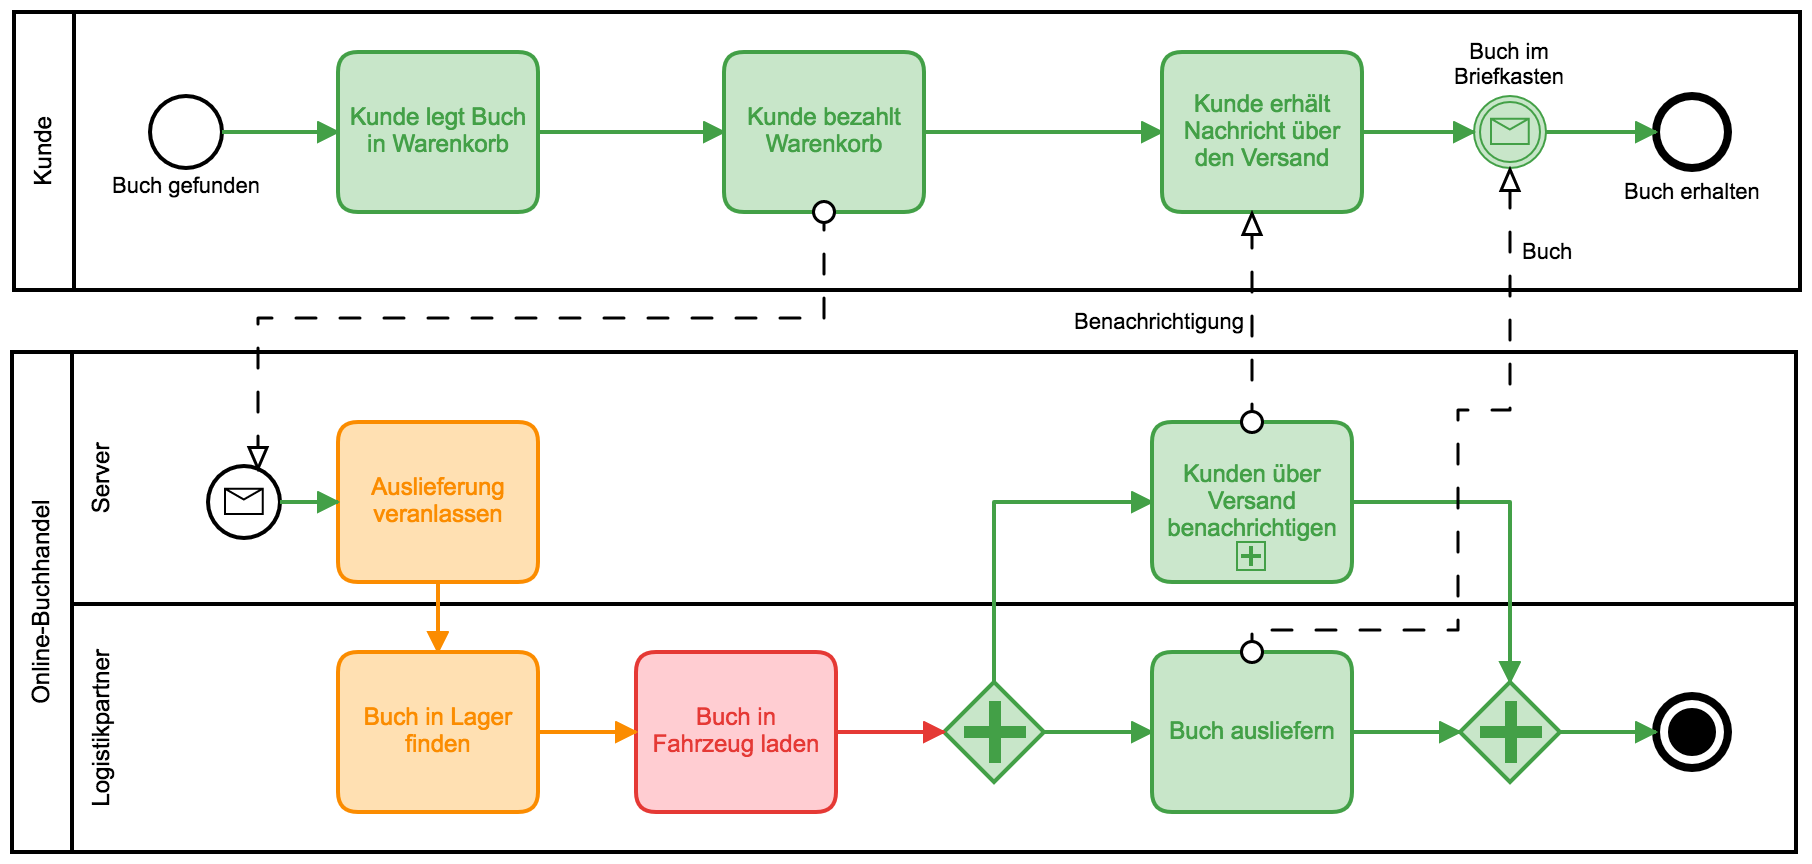 Kunde
Buch gefunden
Kunde legt Buch
in Warenkorb
Kunde bezahlt
Warenkorb
Kunde erhält
Nachricht über
den Versand
Buch im
Briefkasten
Buch erhalten
Buch
Benachrichtigung
Online-Buchhandel
Server
Auslieferung
veranlassen
Kunden über
Versand
benachrichtigen
Logistikpartner
Buch in Lager
finden
Buch in
Fahrzeug laden
Buch ausliefern